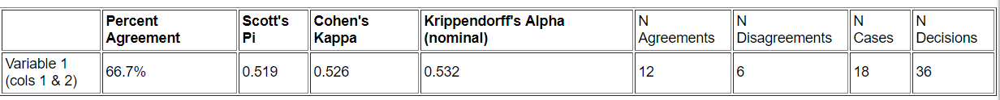 Percent Agreement
Scott's Pi
Cohen's Kappa
Krippendorff's Alpha (nominal)
N Agreements
N Disagreements
N Cases
N Decisions
Variable 1 (cols 1 & 2)
66.7%
0.519
0.526
0.532
12
6
18
36